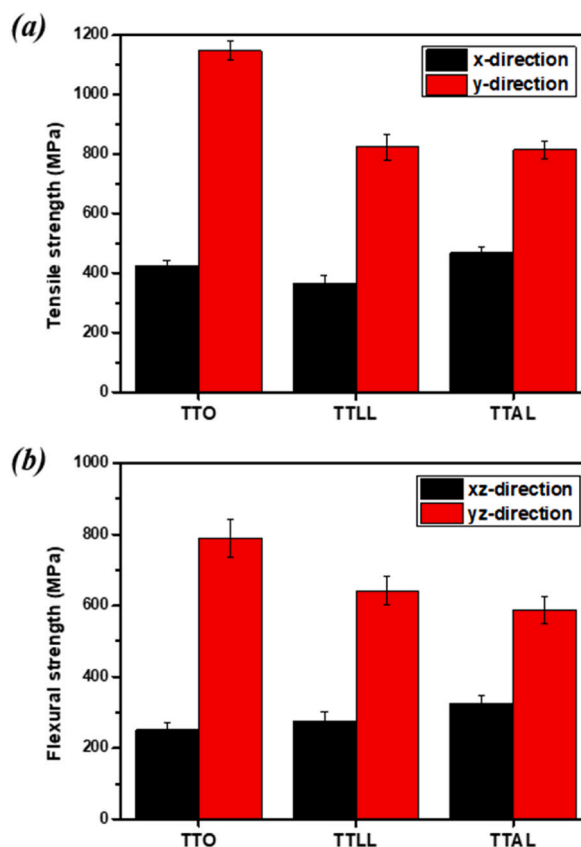 (a)
1200
1000
800
600
400
200
0
Tensile strength (MPa)
x-direction
y-direction
TTO TTLL TTAL
(b)
1000
800
600
400
200
0
Flexural strength (MPa)
xz-direction
yz-direction
TTO TTLL TTAL